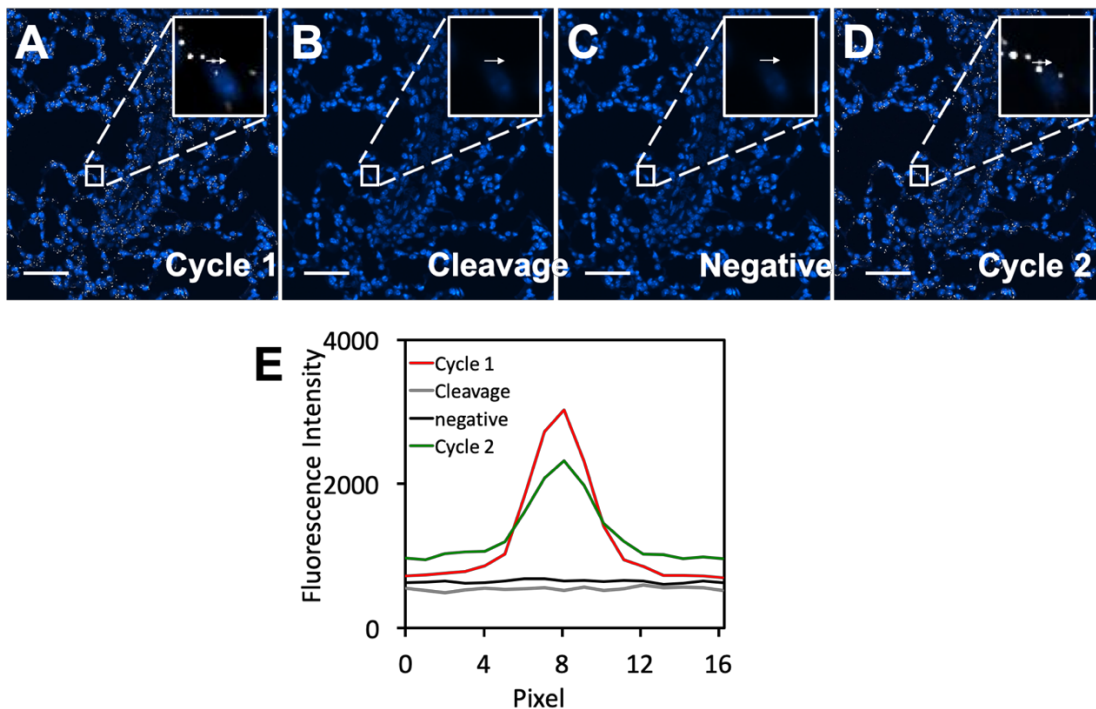 A
B
C
D
Cycle 1
Cleavage
Negative
Cycle 2
E
Fluorescence Intensity
4000
2000
0
Cycle 1
Cleavage
negative
Cycle 2
0 4 8 12 16
Pixel